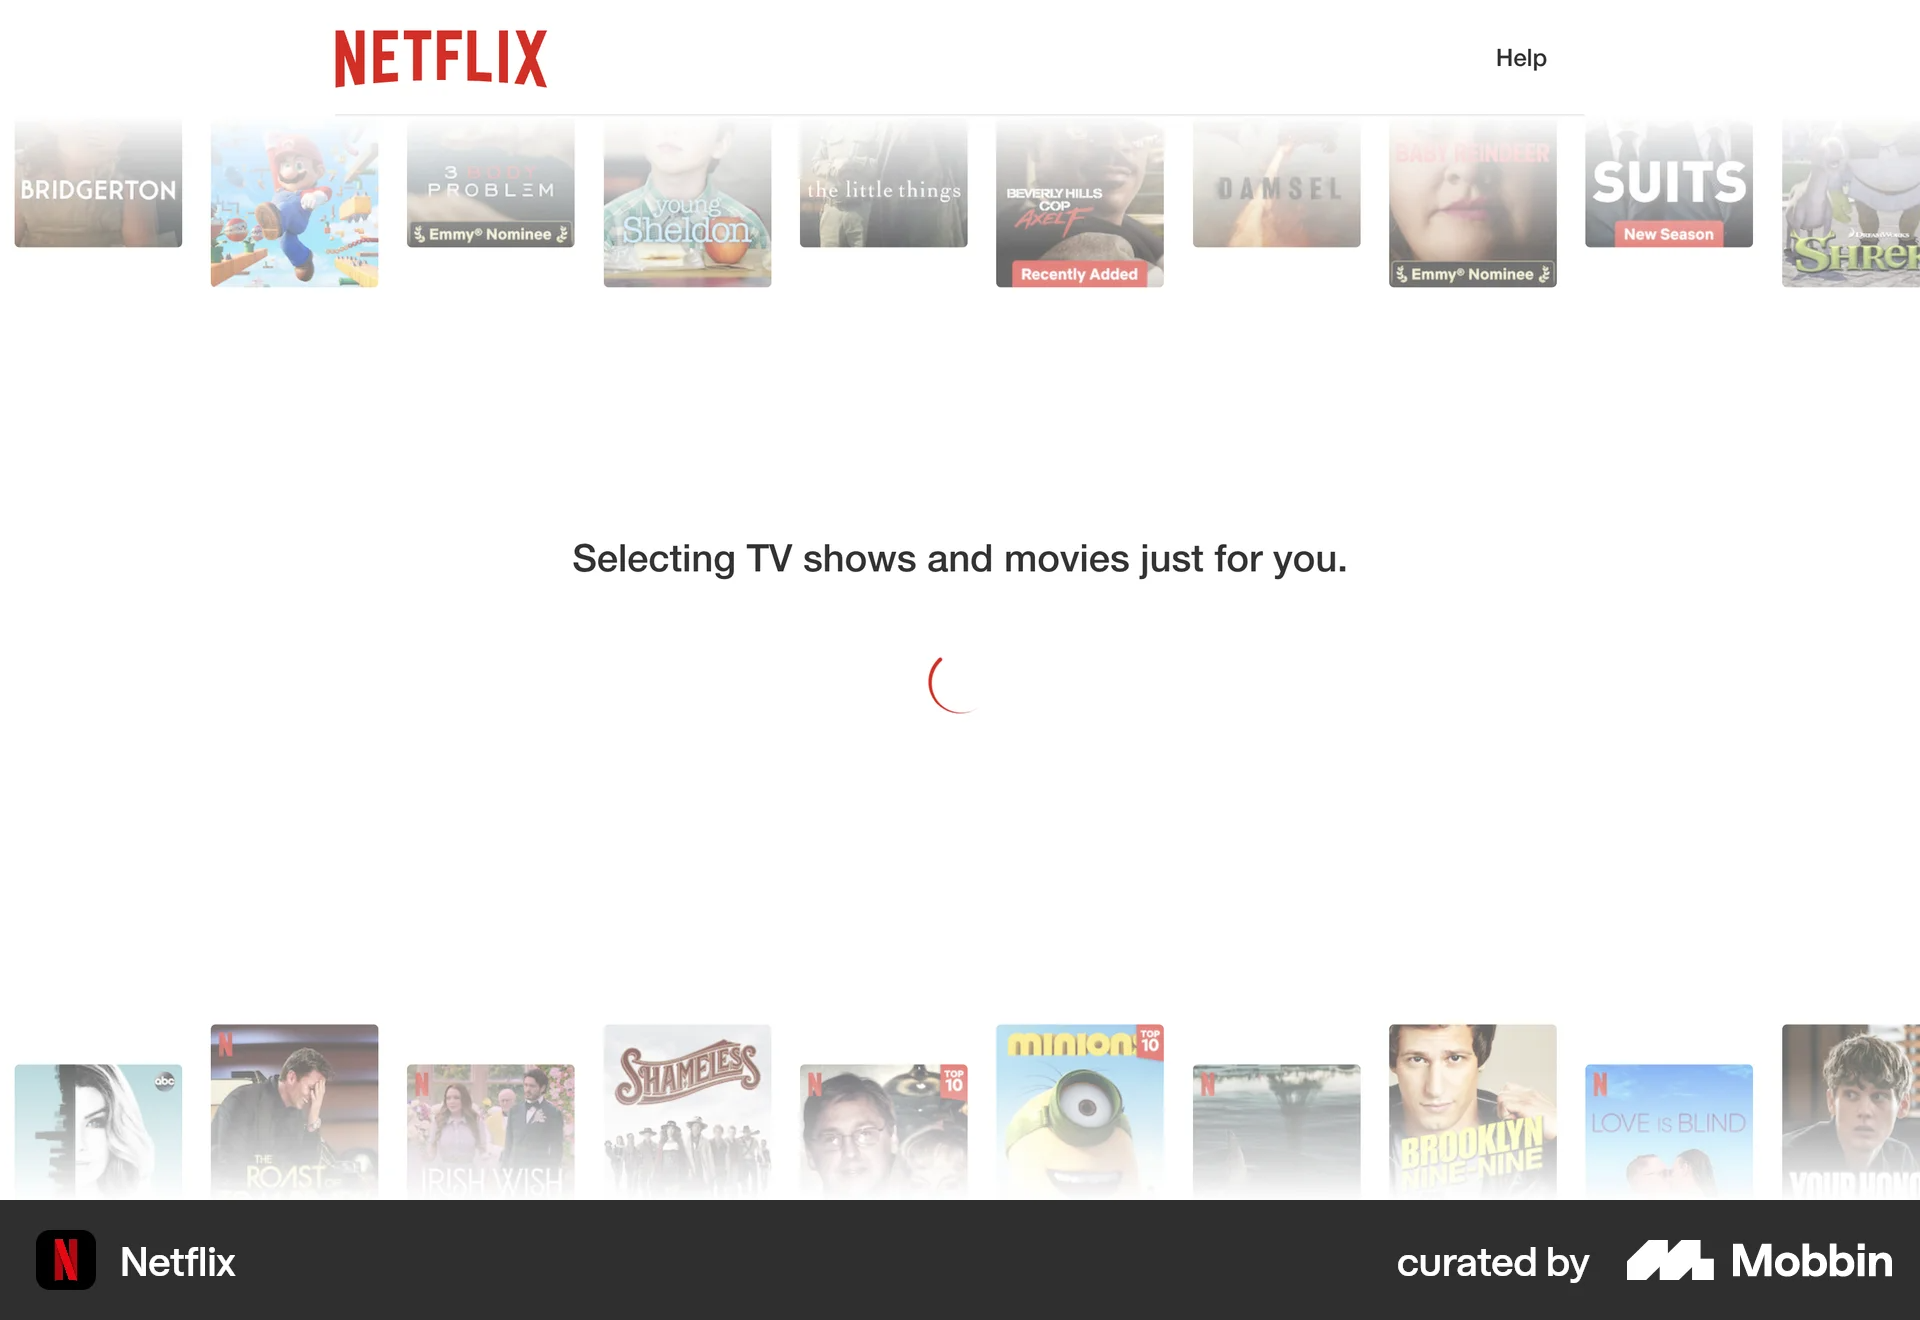 NETFLIX
Help
BRIDGERTON
3 BODY
PROBLEM
Emmy® Nominee
young
Sheldon
the little things
BEVERLY HILLS
COP
AXEL F
Recently Added
DAMSEL
BABY REINDEER
Emmy® Nominee
SUITS
New Season
DREAMWORKS
SHREK
Selecting TV shows and movies just for you.
abc
N
THE
ROAST
OF
N
IRISH WISH
SHAMELESS
N
TOP
10
MINIONS
TOP
10
N
BROOKLYN
NINE-NINE
N
LOVE IS BLIND
YOUR HONO
N
Netflix
curated by
Mobbin